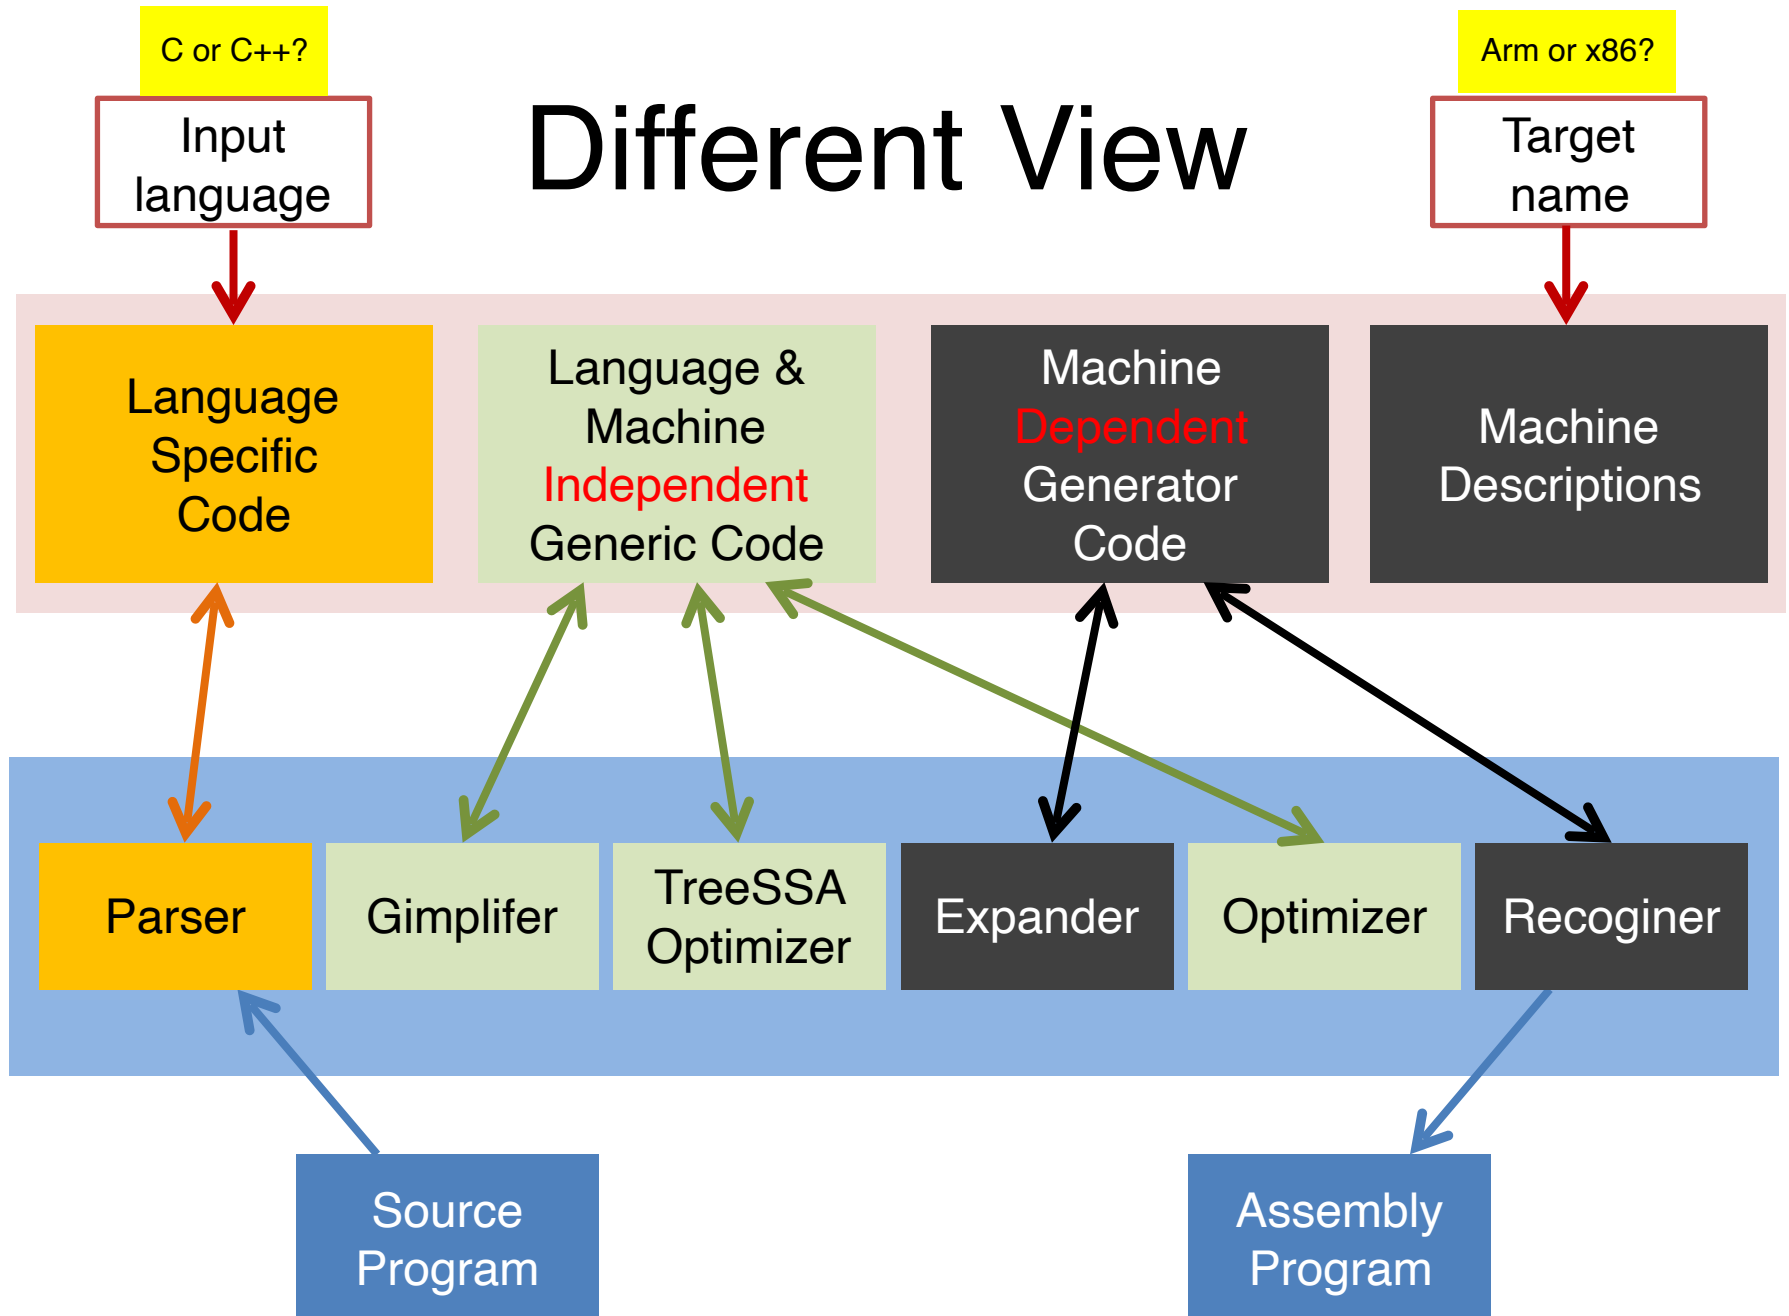 C or C++?
Arm or x86?
Input
language
Different View
Target
name
Language
Specific
Code
Language &
Machine
Independent
Generic Code
Machine
Dependent
Generator
Code
Machine
Descriptions
Parser
Gimplifer
TreeSSA
Optimizer
Expander
Optimizer
Recoginer
Source
Program
Assembly
Program